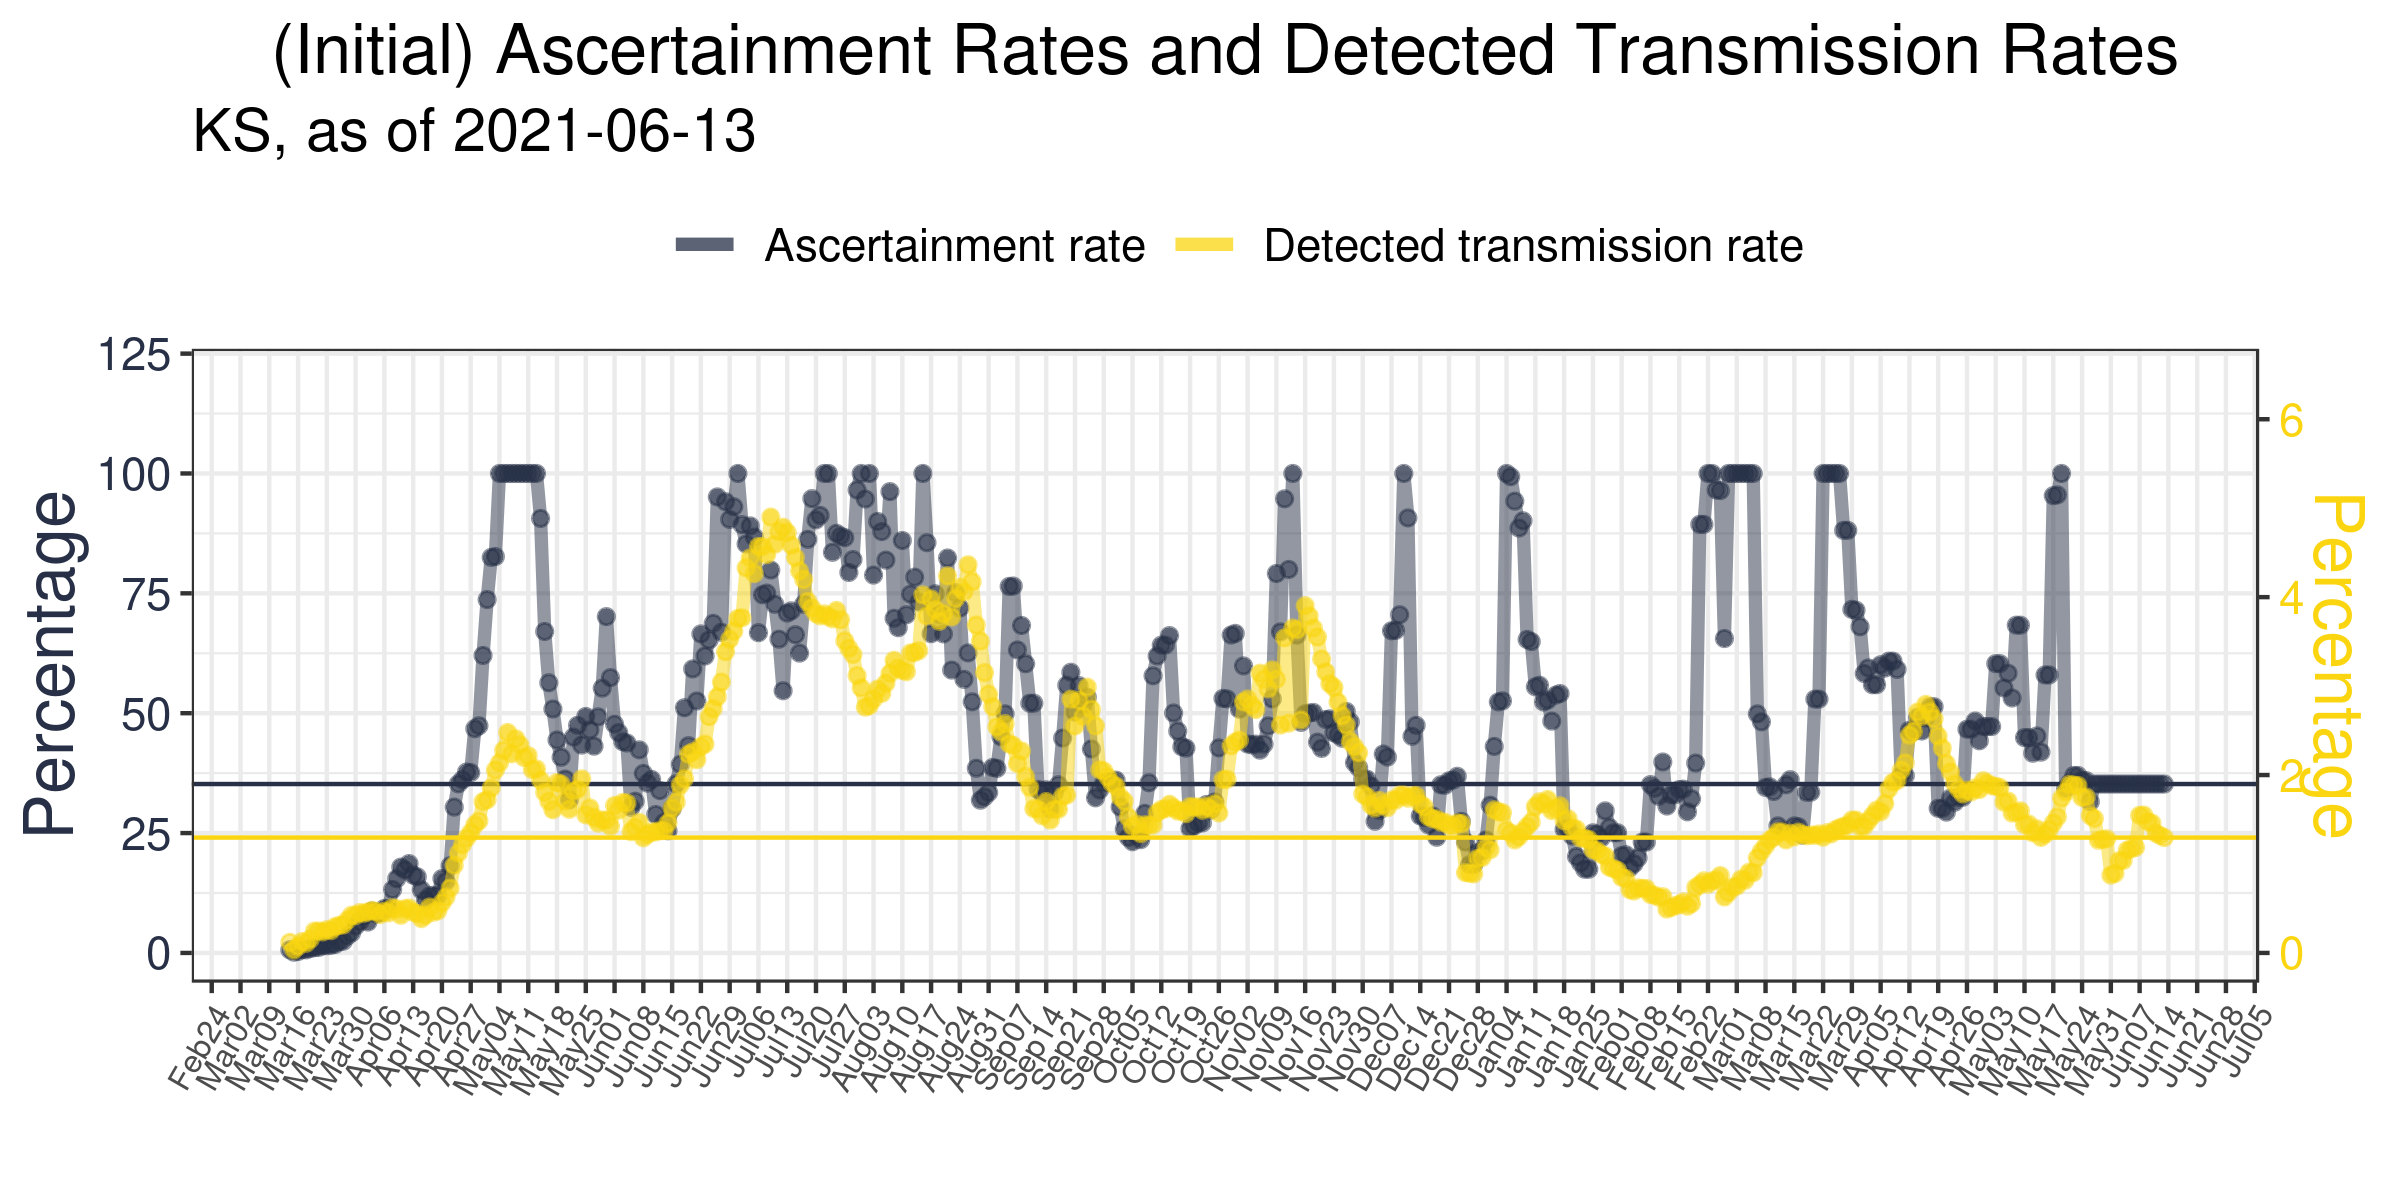 (Initial) Ascertainment Rates and Detected Transmission Rates
KS, as of 2021-06-13
Ascertainment rate
Detected transmission rate
Percentage
125
100
75
50
25
0
6
4
2
0
Percentage
Feb24
Mar02
Mar09
Mar16
Mar23
Mar30
Apr06
Apr13
Apr20
Apr27
May04
May11
May18
May25
Jun01
Jun08
Jun15
Jun22
Jun29
Jul06
Jul13
Jul20
Jul27
Aug03
Aug10
Aug17
Aug24
Aug31
Sep07
Sep14
Sep21
Sep28
Oct05
Oct12
Oct19
Oct26
Nov02
Nov09
Nov16
Nov23
Nov30
Dec07
Dec14
Dec21
Dec28
Jan11
Jan18
Jan25
Feb01
Feb08
Feb15
Feb22
Mar01
Mar08
Mar15
Mar22
Mar29
Apr05
Apr12
Apr19
Apr26
May03
May10
May17
May24
May31
Jun14
Jun21
Jun28
Jul05